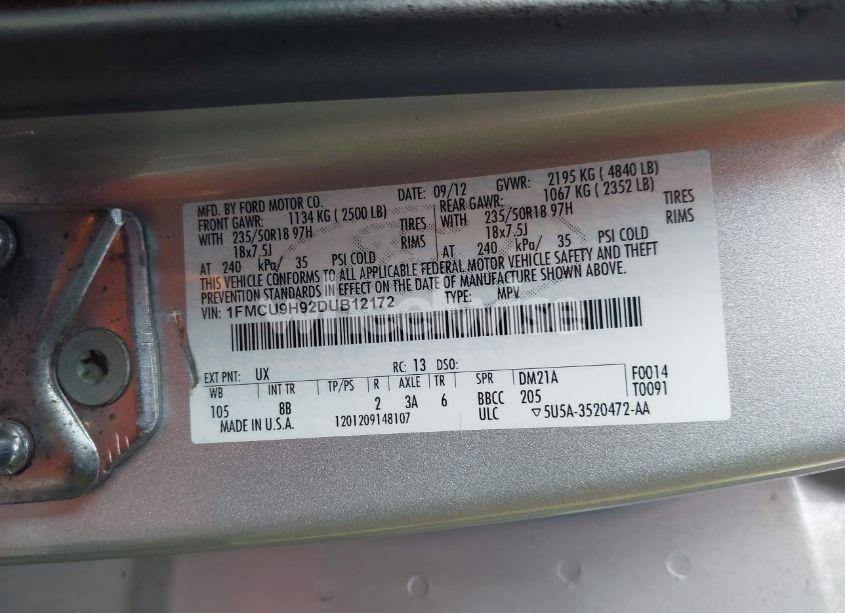 MFD. BY FORD MOTOR CO. DATE: 09/12 GVWR: 2195 KG ( 4840 LB)
FRONT GAWR: 1134 KG ( 2500 LB) REAR GAWR: 1067 KG ( 2352 LB)
WITH 235/50R18 97H TIRES WITH 235/50R18 97H TIRES
18x7.5J RIMS 18x7.5J RIMS
AT 240 kPa/ 35 PSI COLD AT 240 kPa/ 35 PSI COLD
THIS VEHICLE CONFORMS TO ALL APPLICABLE FEDERAL MOTOR VEHICLE SAFETY AND THEFT
PREVENTION STANDARDS IN EFFECT ON THE DATE OF MANUFACTURE SHOWN ABOVE.
VIN: 1FMCU9H92DUB12172 TYPE: MPV
EXT PNT: UX RC: 13 DSO:
WB INT TR TP/PS R AXLE TR SPR DM21A F0014
105 8B 2 3A 6 BBCC 205 T0091
MADE IN U.S.A. 1201209148107 ULC ▽5U5A-3520472-AA